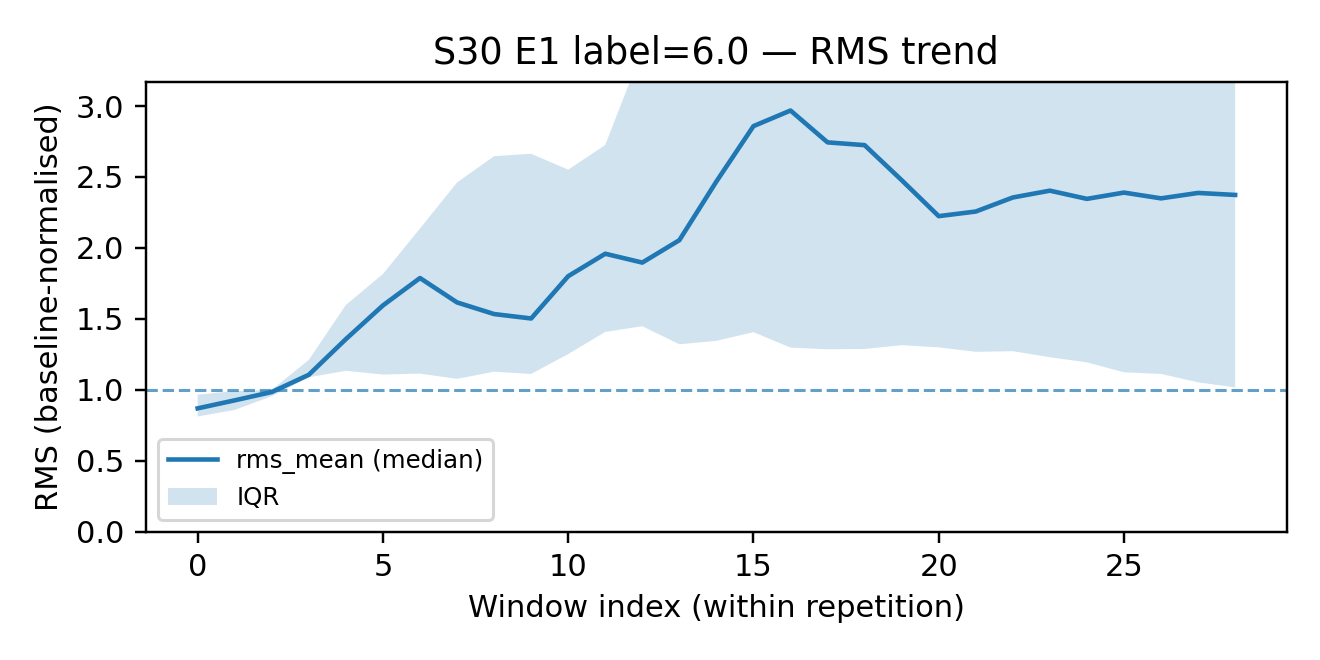 S30 E1 label=6.0 — RMS trend
RMS (baseline-normalised)
3.0
2.5
2.0
1.5
1.0
0.5
0.0
rms_mean (median)
IQR
0 5 10 15 20 25
Window index (within repetition)